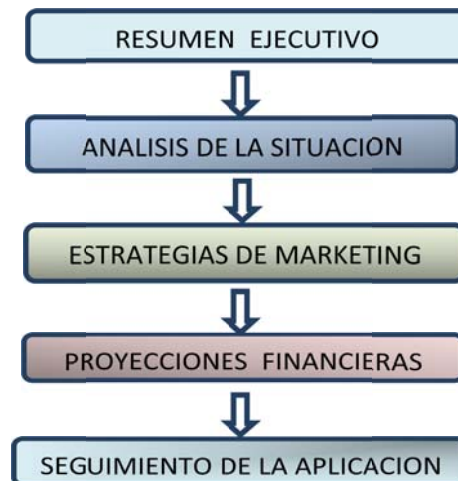 RESUMEN EJECUTIVO
ANALISIS DE LA SITUACION
ESTRATEGIAS DE MARKETING
PROYECCIONES FINANCIERAS
SEGUIMIENTO DE LA APLICACION